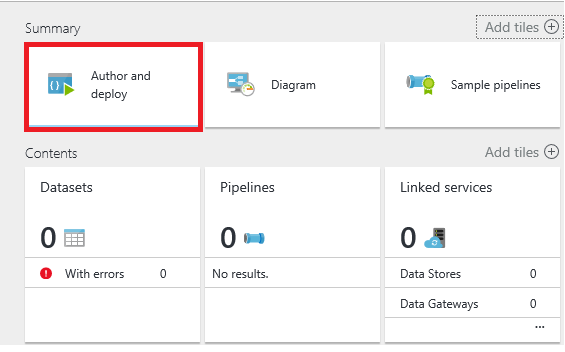 Summary
Add tiles
Author and
deploy
Diagram
Sample pipelines
Contents
Add tiles
Datasets
0
With errors 0
Pipelines
0
No results.
Linked services
0
Data Stores 0
Data Gateways 0
...